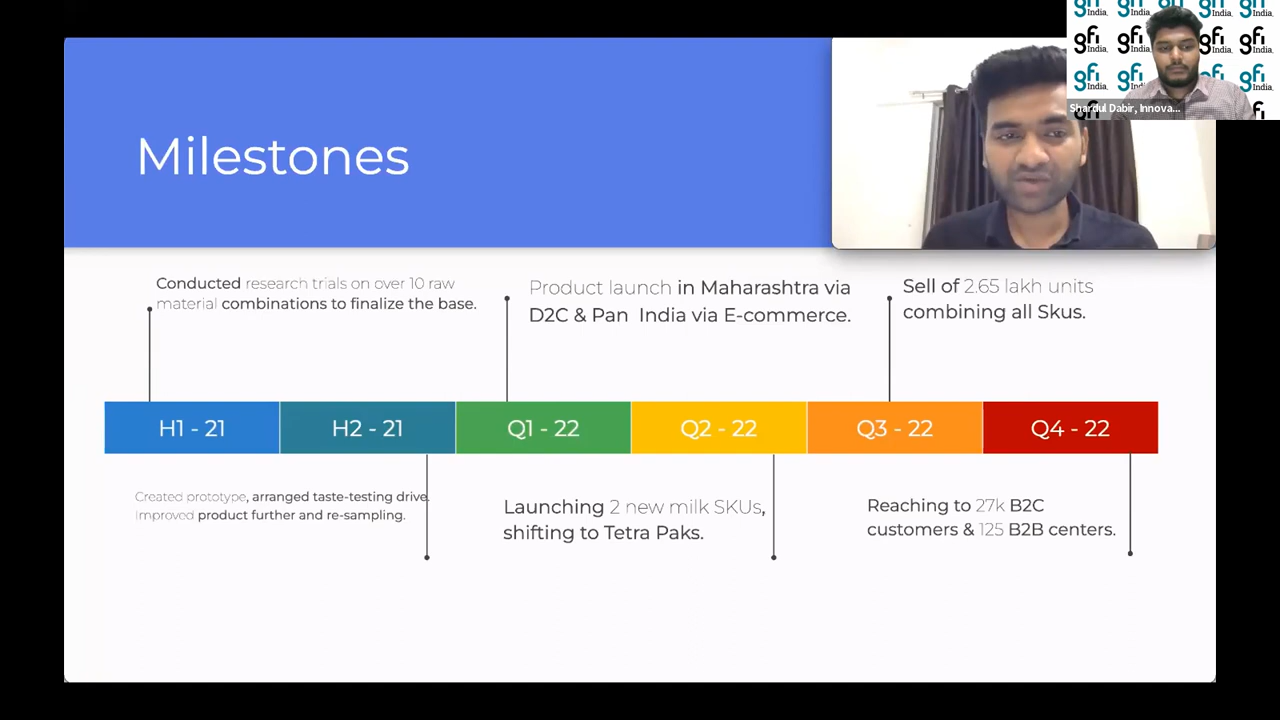 Milestones
Conducted research trials on over 10 raw
material combinations to finalize the base.
Product launch in Maharashtra via
D2C & Pan India via E-commerce.
Sell of 2.65 lakh units
combining all Skus.
H1 - 21
H2 - 21
Q1 - 22
Q2 - 22
Q3 - 22
Q4 - 22
Created prototype, arranged taste-testing drive.
Improved product further and re-sampling.
Launching 2 new milk SKUs,
shifting to Tetra Paks.
Reaching to 27k B2C
customers & 125 B2B centers.
gfi India.
Shardul Dabir, Innova...